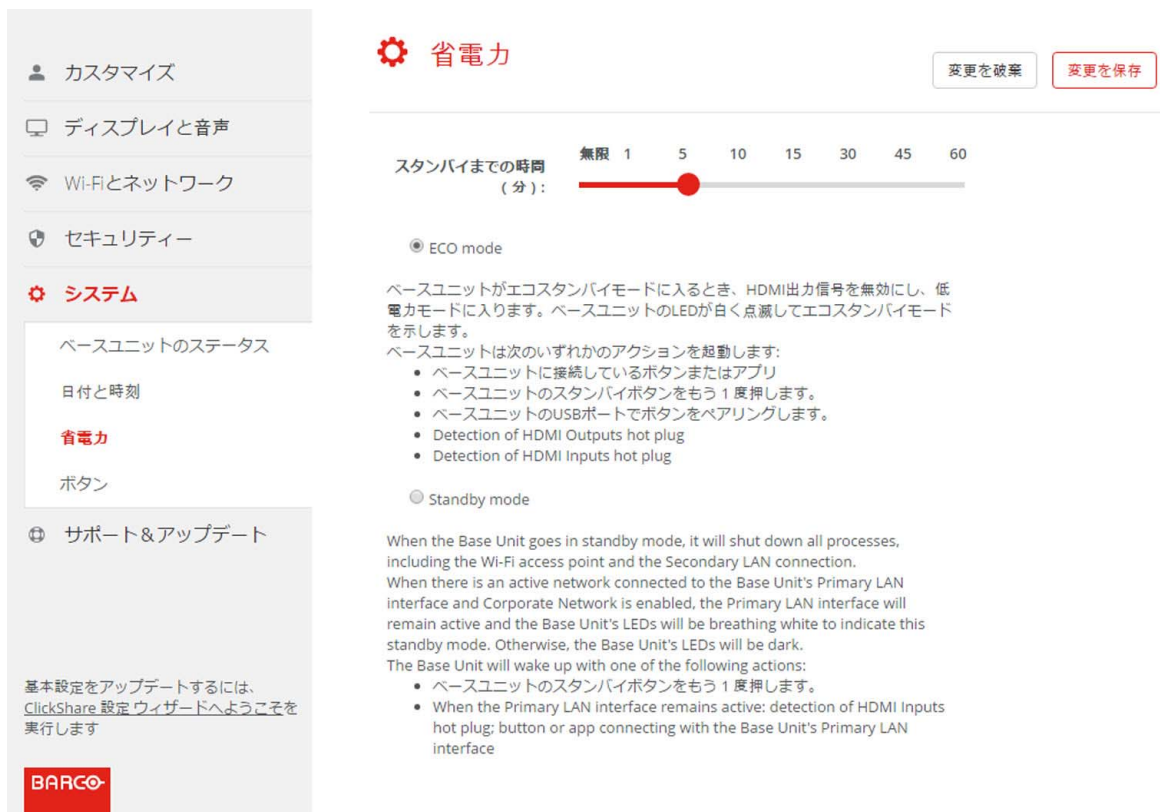 カスタマイズ
ディスプレイと音声
Wi-Fiとネットワーク
セキュリティー
システム
ベースユニットのステータス
日付と時刻
省電力
ボタン
サポート＆アップデート
基本設定をアップデートするには、
ClickShare 設定 ウィザードへようこそを
実行します
BARCO
省電力
変更を破棄 変更を保存
スタンバイまでの時間
(分):
無限 1 5 10 15 30 45 60
ECO mode
ベースユニットがエコスタンバイモードに入るとき、HDMI出力信号を無効にし、低
電力モードに入ります。ベースユニットのLEDが白く点滅してエコスタンバイモード
を示します。
ベースユニットは次のいずれかのアクションを起動します:
• ベースユニットに接続しているボタンまたはアプリ
• ベースユニットのスタンバイボタンをもう 1 度押します。
• ベースユニットのUSBポートでボタンをペアリングします。
• Detection of HDMI Outputs hot plug
• Detection of HDMI Inputs hot plug
Standby mode
When the Base Unit goes in standby mode, it will shut down all processes,
including the Wi-Fi access point and the Secondary LAN connection.
When there is an active network connected to the Base Unit's Primary LAN
interface and Corporate Network is enabled, the Primary LAN interface will
remain active and the Base Unit's LEDs will be breathing white to indicate this
standby mode. Otherwise, the Base Unit's LEDs will be dark.
The Base Unit will wake up with one of the following actions:
• ベースユニットのスタンバイボタンをもう 1 度押します。
• When the Primary LAN interface remains active: detection of HDMI Inputs
hot plug; button or app connecting with the Base Unit's Primary LAN
interface